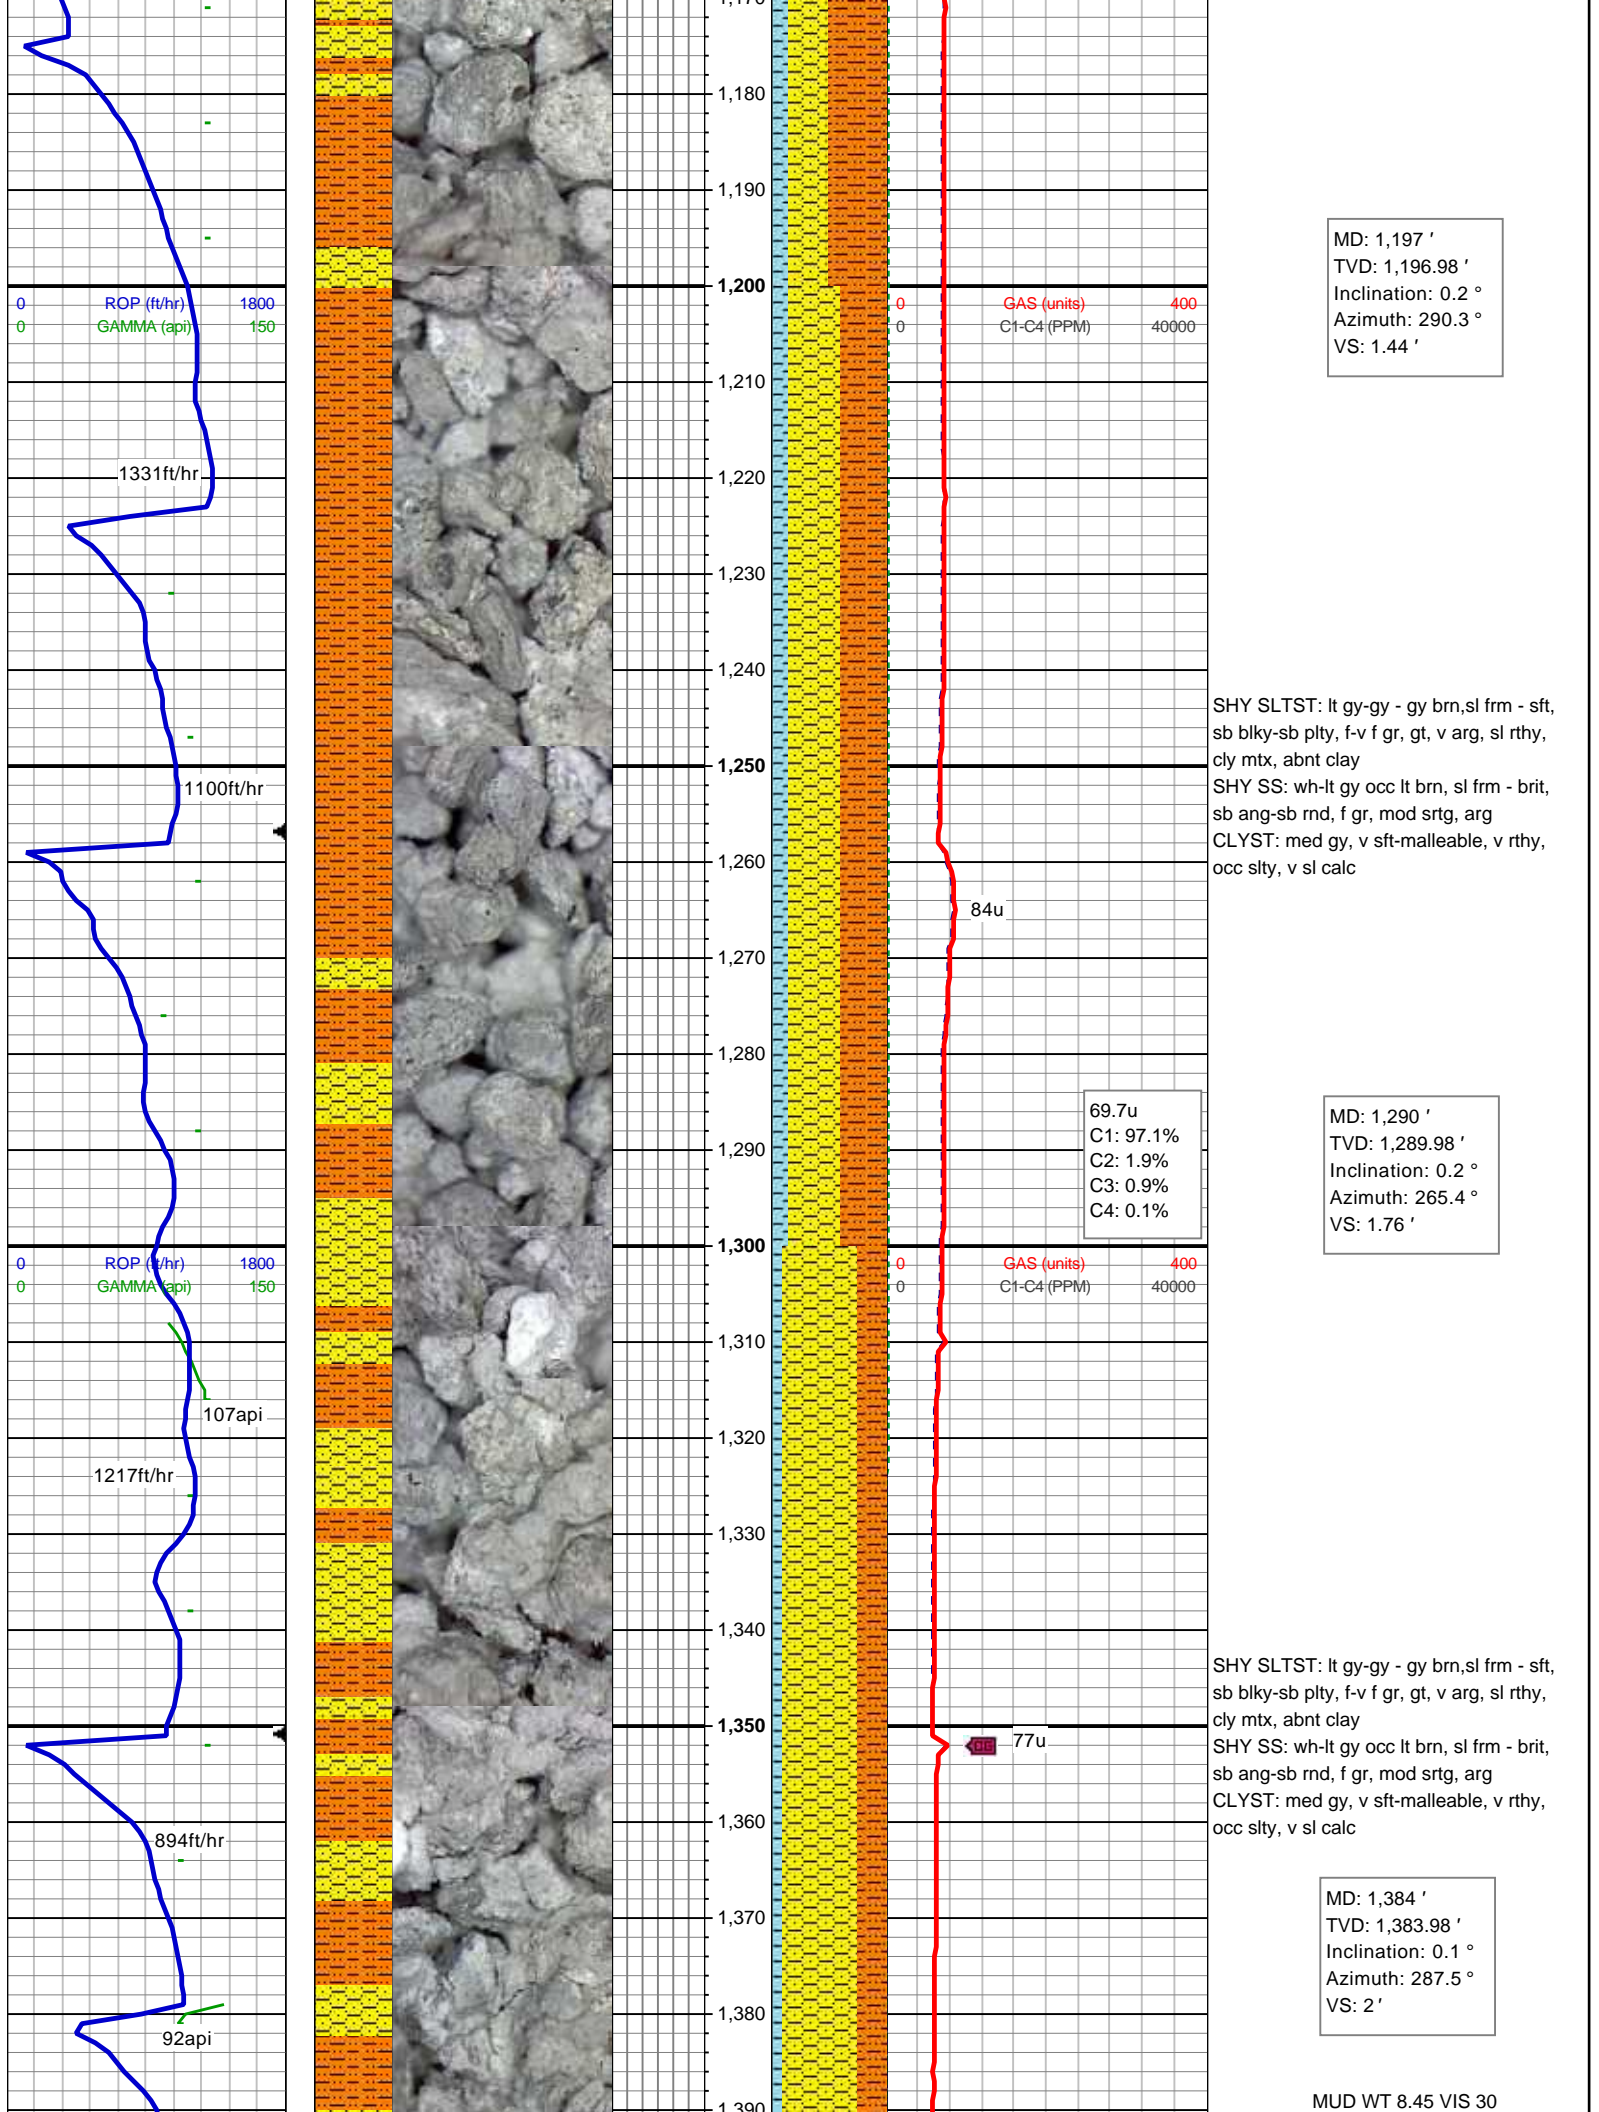 1,170
1,180
1,190
MD: 1,197 '
TVD: 1,196.98 '
Inclination: 0.2 °
Azimuth: 290.3 °
VS: 1.44 '
1,200
0 ROP (ft/hr) 1800
0 GAMMA (api) 150
0 GAS (units) 400
0 C1-C4 (PPM) 40000
1,210
1331ft/hr
1,220
1,230
1,240
SHY SLTST: lt gy-gy - gy brn,sl frm - sft,
sb blky-sb plty, f-v f gr, gt, v arg, sl rthy,
cly mtx, abnt clay
SHY SS: wh-lt gy occ lt brn, sl frm - brit,
sb ang-sb rnd, f gr, mod srtg, arg
CLYST: med gy, v sft-malleable, v rthy,
occ slty, v sl calc
1,250
1100ft/hr
1,260
84u
1,270
1,280
69.7u
C1: 97.1%
C2: 1.9%
C3: 0.9%
C4: 0.1%
MD: 1,290 '
TVD: 1,289.98 '
Inclination: 0.2 °
Azimuth: 265.4 °
VS: 1.76 '
1,290
1,300
0 ROP (ft/hr) 1800
0 GAMMA (api) 150
0 GAS (units) 400
0 C1-C4 (PPM) 40000
1,310
107api
1,320
1217ft/hr
1,330
1,340
SHY SLTST: lt gy-gy - gy brn,sl frm - sft,
sb blky-sb plty, f-v f gr, gt, v arg, sl rthy,
cly mtx, abnt clay
SHY SS: wh-lt gy occ lt brn, sl frm - brit,
sb ang-sb rnd, f gr, mod srtg, arg
CLYST: med gy, v sft-malleable, v rthy,
occ slty, v sl calc
1,350
CG 77u
1,360
894ft/hr
1,370
MD: 1,384 '
TVD: 1,383.98 '
Inclination: 0.1 °
Azimuth: 287.5 °
VS: 2 '
1,380
92api
1,390
MUD WT 8.45 VIS 30